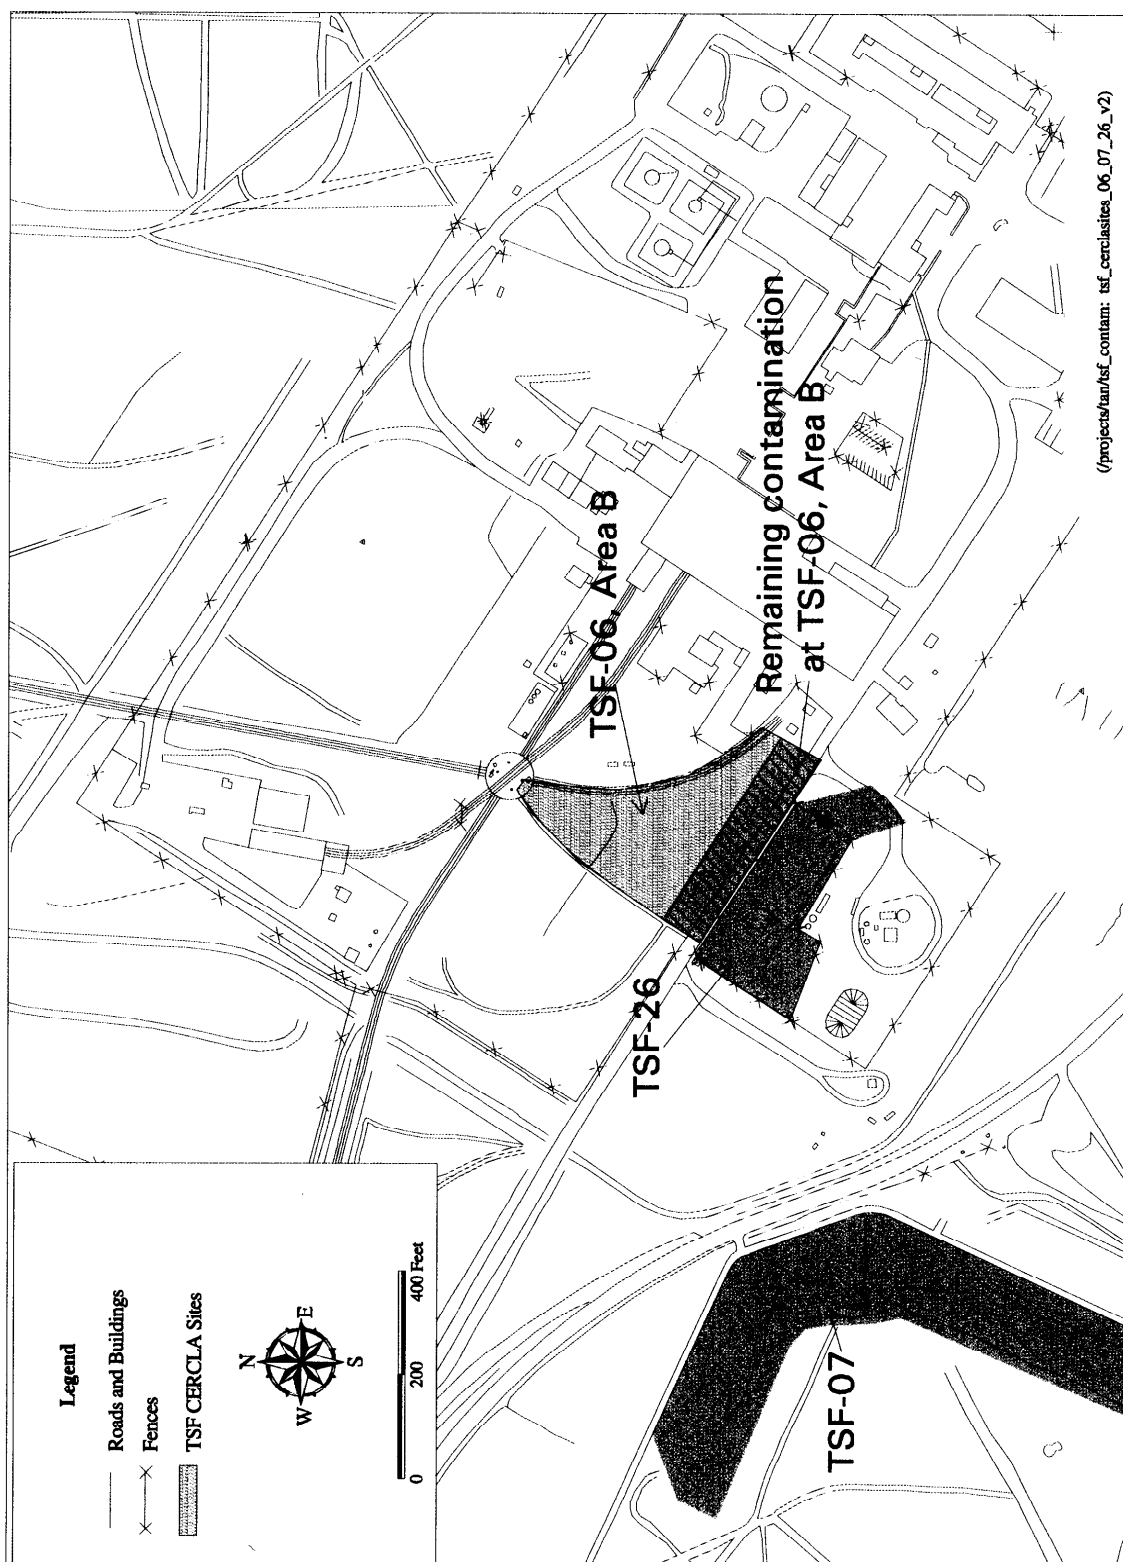 (/projects/tan/tsf_contam: tsf_cerclasites_06_07_26_v2)
TSF-06, Area B
Remaining contamination
at TSF-06, Area B
TSF-26
TSF-07
Legend
Roads and Buildings
Fences
TSF CERCLA Sites
N
W
E
S
0
200
400 Feet